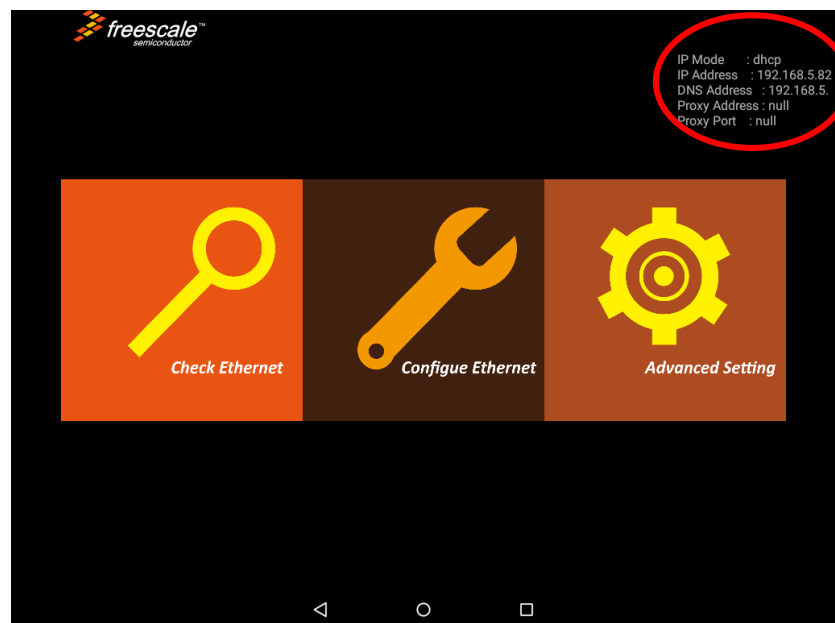 freescale™
semiconductor
IP Mode : dhcp
IP Address : 192.168.5.82
DNS Address : 192.168.5.
Proxy Address : null
Proxy Port : null
Check Ethernet
Configue Ethernet
Advanced Setting